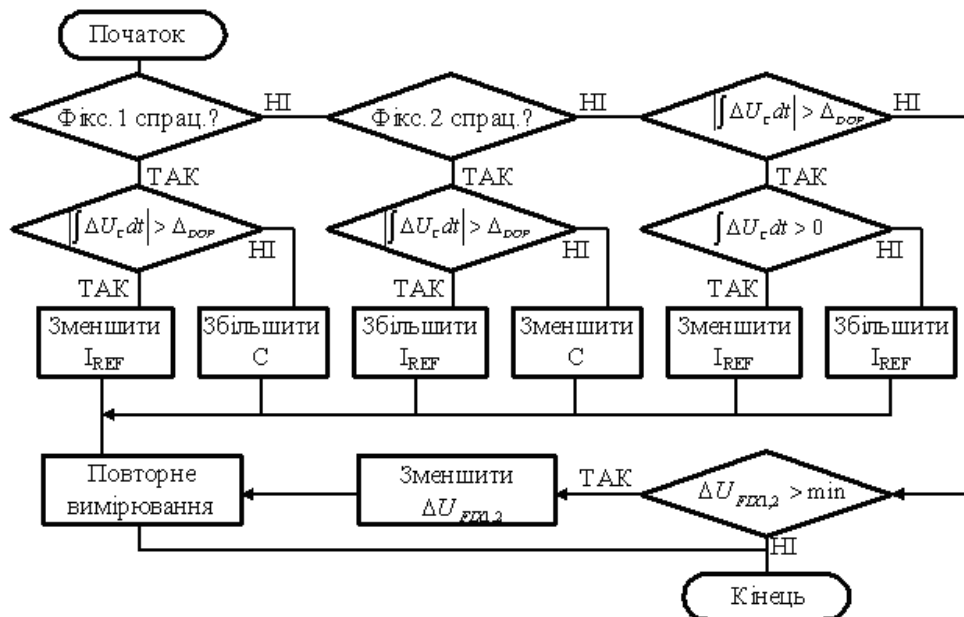 Початок
Фікс. 1 спрац.?
НІ
Фікс. 2 спрац.?
НІ
|∫ΔU_C dt| > Δ_DOP
НІ
ТАК
ТАК
ТАК
|∫ΔU_C dt| > Δ_DOP
НІ
|∫ΔU_C dt| > Δ_DOP
НІ
∫ΔU_C dt > 0
НІ
ТАК
ТАК
ТАК
Зменшити
I_REF
Збільшити
С
Збільшити
I_REF
Зменшити
С
Зменшити
I_REF
Збільшити
I_REF
Повторне
вимірювання
Зменшити
ΔU_FIX1,2
ТАК
ΔU_FIX1,2 > min
НІ
Кінець